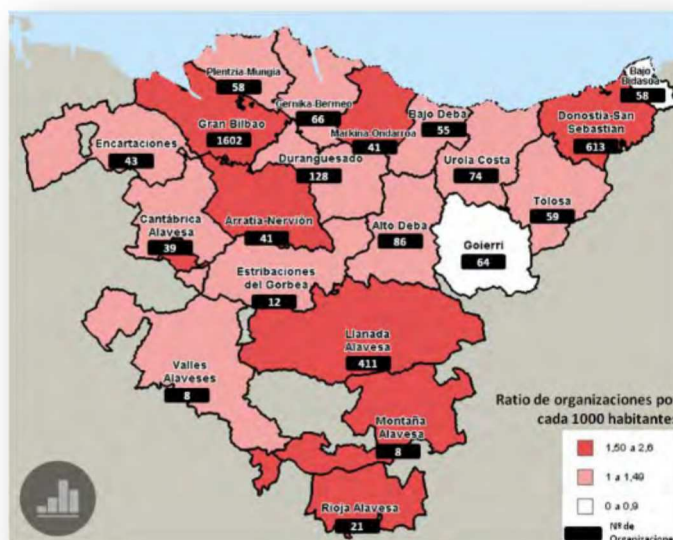 Plentzia-Mungia
58
Gernika-Bermeo
66
Bajo
Bidasoa
58
Gran Bilbao
1602
Markina-Ondarroa
41
Bajo Deba
55
Donostia-San
Sebastián
613
Encartaciones
43
Duranguesado
128
Urola Costa
74
Tolosa
59
Cantábrica
Alavesa
39
Arratia-Nervión
41
Alto Deba
86
Goierri
64
Estribaciones
del Gorbea
12
Llanada
Alavesa
411
Valles
Alaveses
8
Montaña
Alavesa
8
Rioja Alavesa
21
Ratio de organizaciones po
cada 1000 habitante
1,50 a 2,6
1 a 1,49
0 a 0,9
Nº de
Organizacione